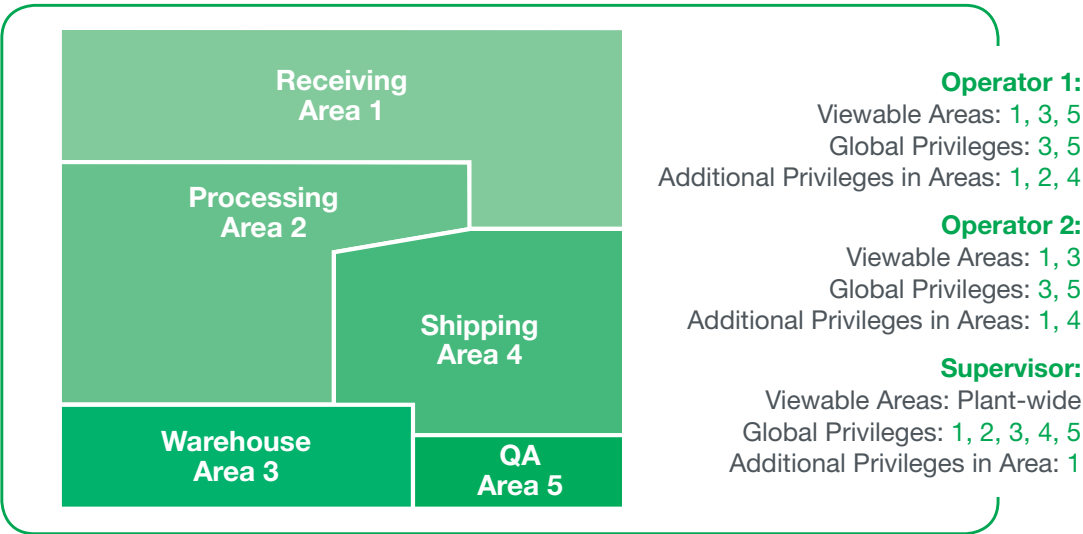 Receiving
Area 1
Processing
Area 2
Shipping
Area 4
Warehouse
Area 3
QA
Area 5
Operator 1:
Viewable Areas: 1, 3, 5
Global Privileges: 3, 5
Additional Privileges in Areas: 1, 2, 4
Operator 2:
Viewable Areas: 1, 3
Global Privileges: 3, 5
Additional Privileges in Areas: 1, 4
Supervisor:
Viewable Areas: Plant-wide
Global Privileges: 1, 2, 3, 4, 5
Additional Privileges in Area: 1